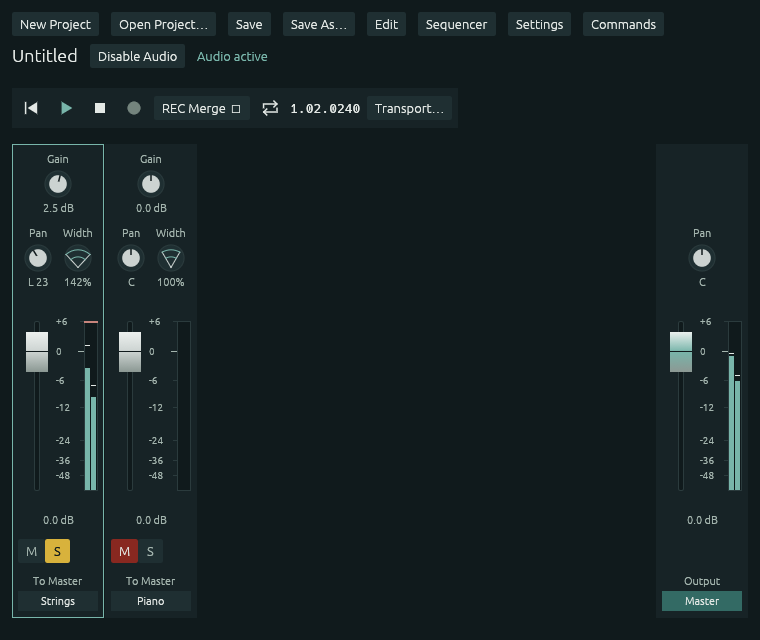 New Project Open Project... Save Save As... Edit Sequencer Settings Commands
Untitled Disable Audio Audio active
REC Merge 1.02.0240 Transport...
Gain Gain
2.5 dB 0.0 dB
Pan Width Pan Width Pan
L 23 142% C 100% C
+6 +6 +6
0 0 0
-6 -6 -6
-12 -12 -12
-24 -24 -24
-36 -36 -36
-48 -48 -48
0.0 dB 0.0 dB 0.0 dB
M S M S
To Master To Master Output
Strings Piano Master